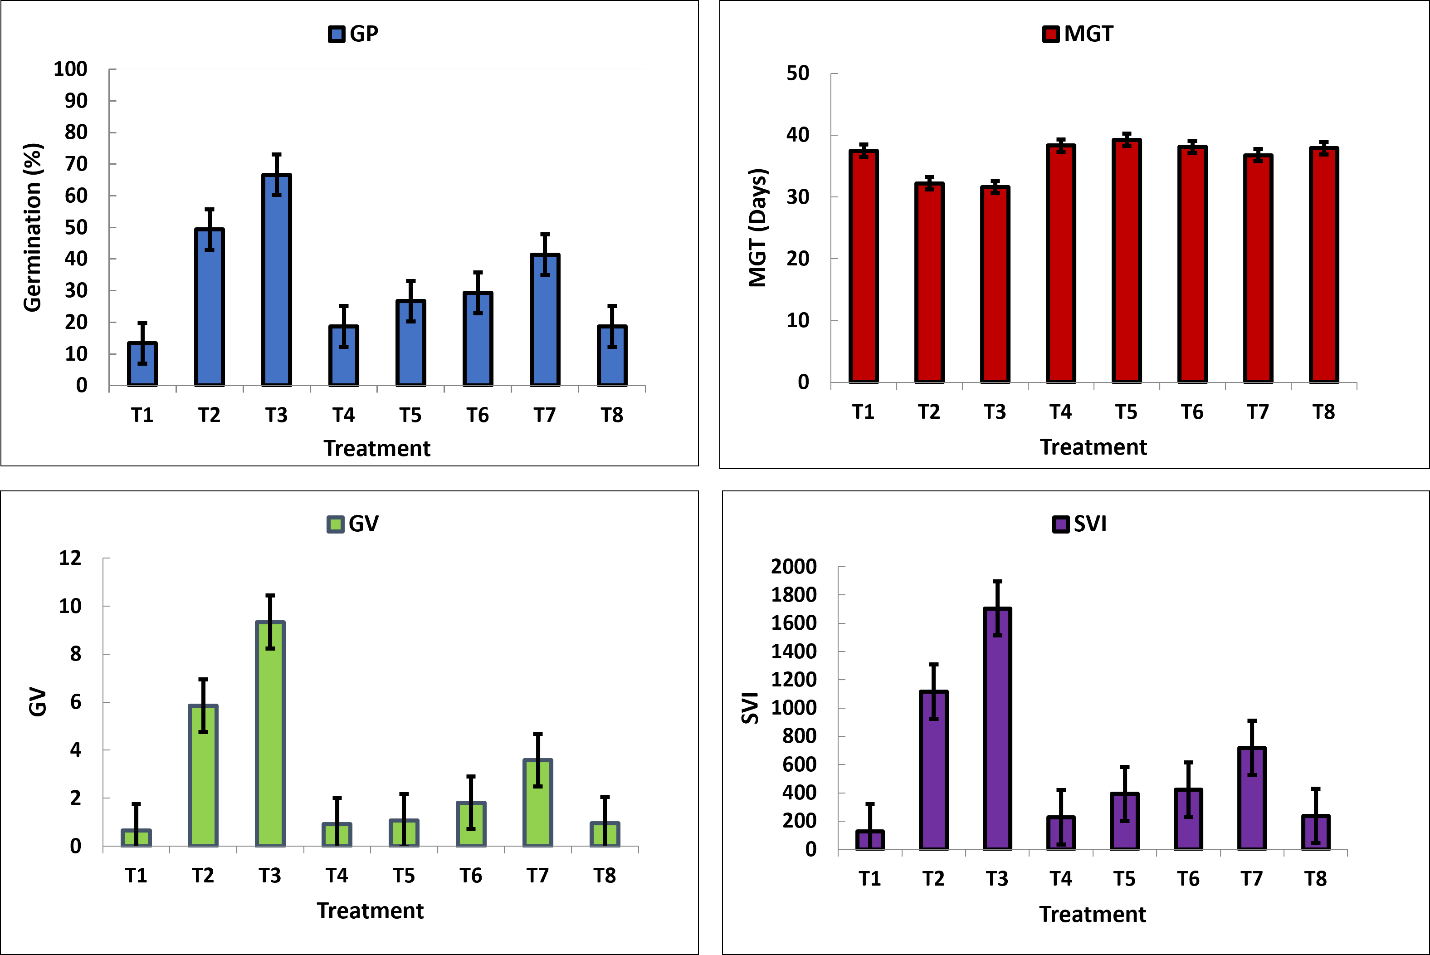 GP
100
90
80
70
60
50
40
30
20
10
0
Germination (%)
T1 T2 T3 T4 T5 T6 T7 T8
Treatment
MGT
50
40
30
20
10
0
MGT (Days)
T1 T2 T3 T4 T5 T6 T7 T8
Treatment
GV
12
10
8
6
4
2
0
GV
T1 T2 T3 T4 T5 T6 T7 T8
Treatment
SVI
2000
1800
1600
1400
1200
1000
800
600
400
200
0
SVI
T1 T2 T3 T4 T5 T6 T7 T8
Treatment